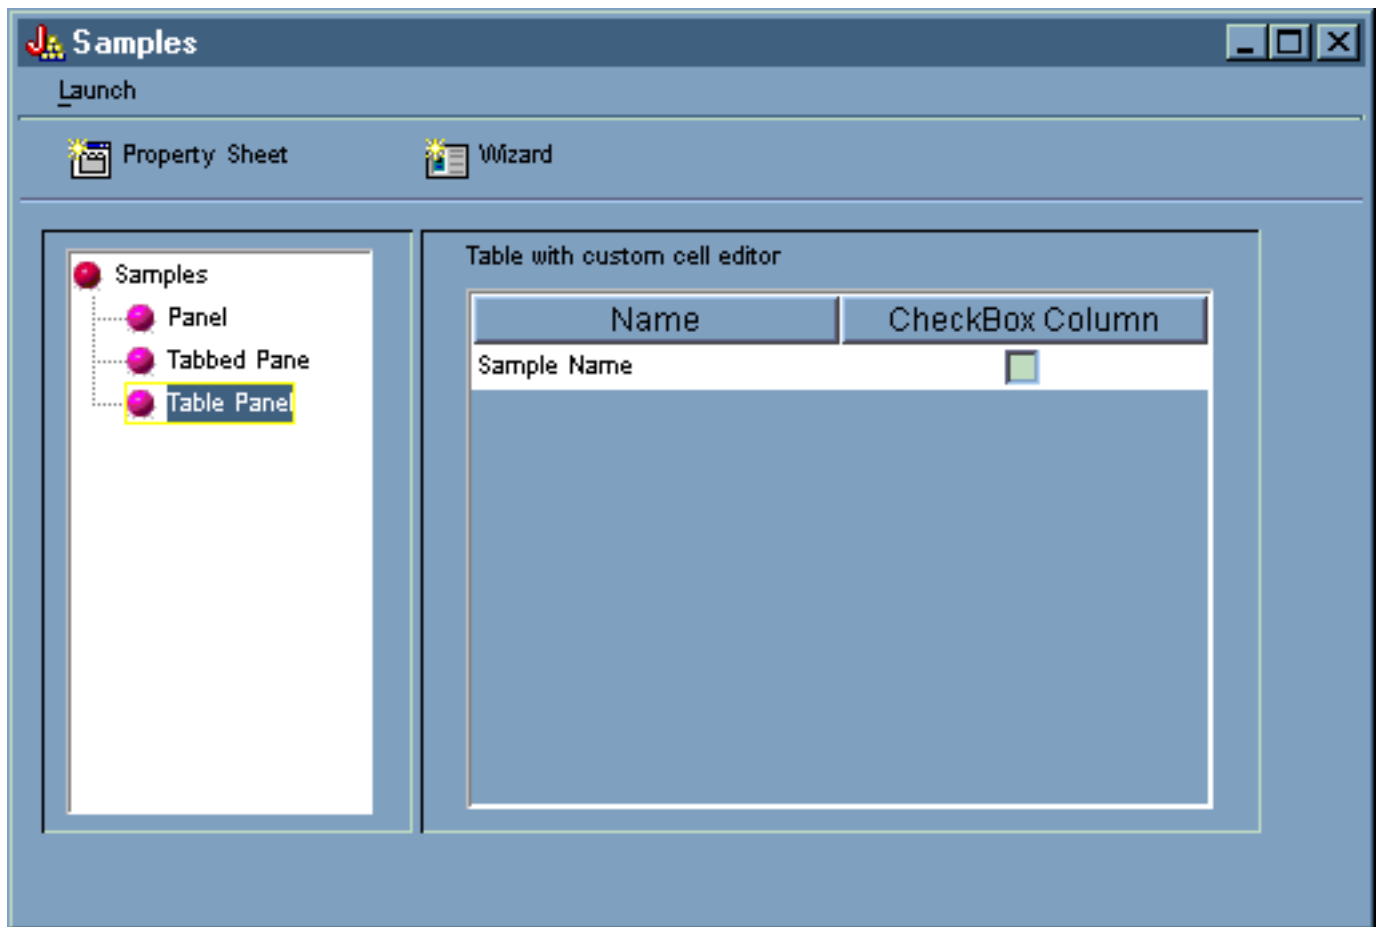 Samples
Launch
Property Sheet
Wizard
Samples
Panel
Tabbed Pane
Table Panel
Table with custom cell editor
Name CheckBox Column
Sample Name